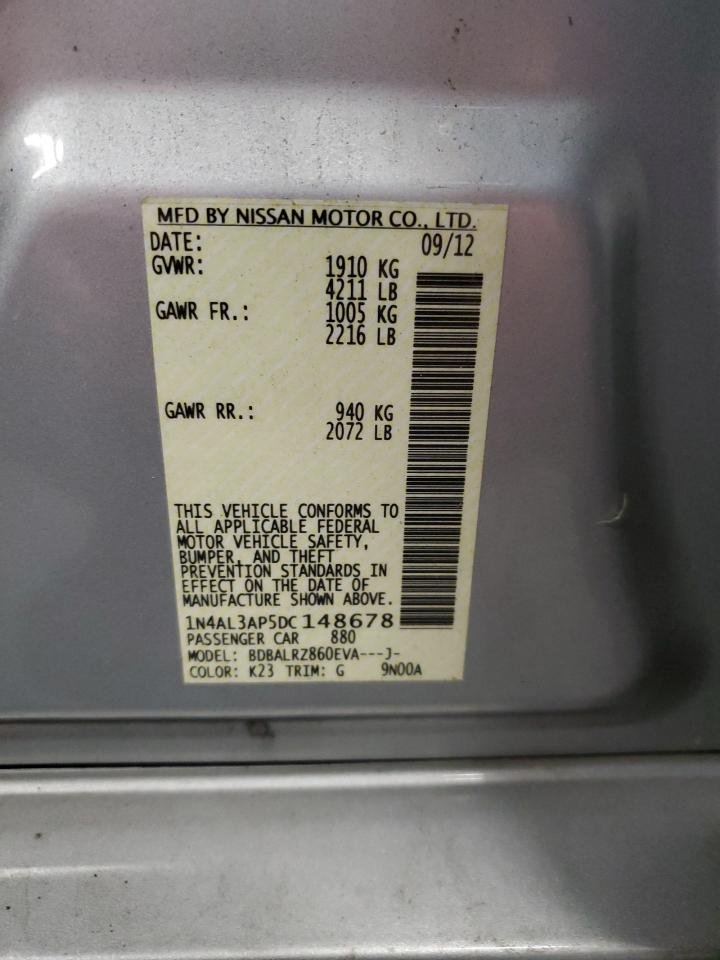 MFD BY NISSAN MOTOR CO., LTD.
DATE: 09/12
GVWR: 1910 KG
4211 LB
GAWR FR.: 1005 KG
2216 LB
GAWR RR.: 940 KG
2072 LB
THIS VEHICLE CONFORMS TO
ALL APPLICABLE FEDERAL
MOTOR VEHICLE SAFETY,
BUMPER, AND THEFT
PREVENTION STANDARDS IN
EFFECT ON THE DATE OF
MANUFACTURE SHOWN ABOVE.
1N4AL3AP5DC148678
PASSENGER CAR 880
MODEL: BDBALRZ860EVA---J-
COLOR: K23 TRIM: G 9N00A